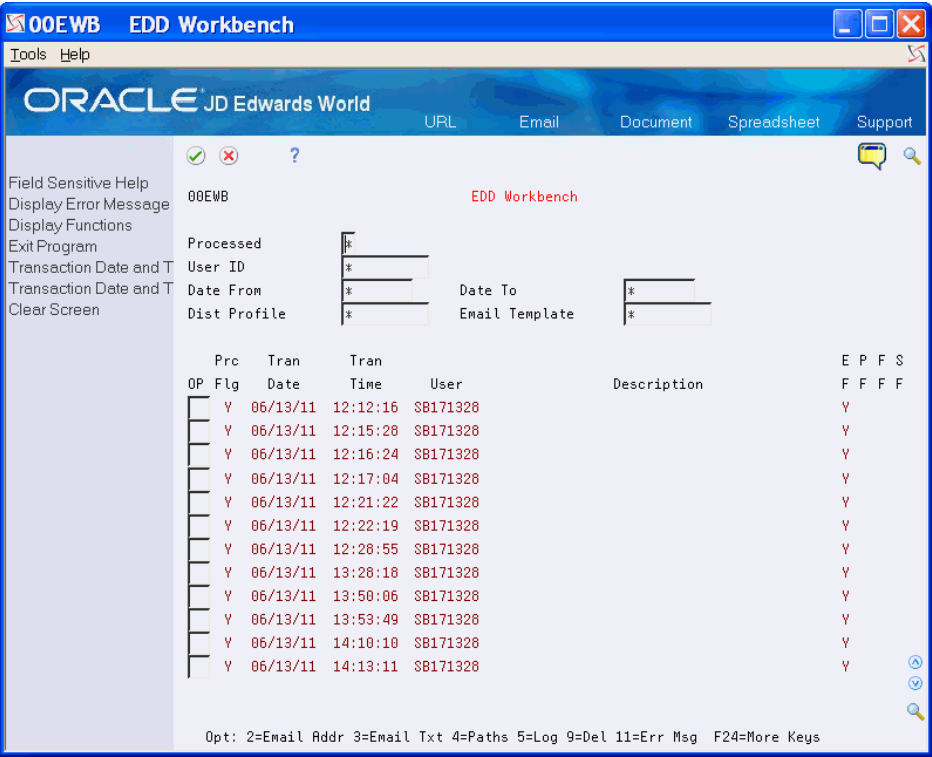 00EWB EDD Workbench
Tools Help
ORACLE JD Edwards World
URL Email Document Spreadsheet Support
Field Sensitive Help
Display Error Message
Display Functions
Exit Program
Transaction Date and T
Transaction Date and T
Clear Screen
?
00EWB EDD Workbench
Processed *
User ID *
Date From * Date To *
Dist Profile * Email Template *
Prc Tran Tran E P F S
OP Flg Date Time User Description F F F F
Y 06/13/11 12:12:16 SB171328 Y
Y 06/13/11 12:15:28 SB171328 Y
Y 06/13/11 12:16:24 SB171328 Y
Y 06/13/11 12:17:04 SB171328 Y
Y 06/13/11 12:21:22 SB171328 Y
Y 06/13/11 12:22:19 SB171328 Y
Y 06/13/11 12:28:55 SB171328 Y
Y 06/13/11 13:28:18 SB171328 Y
Y 06/13/11 13:50:06 SB171328 Y
Y 06/13/11 13:53:49 SB171328 Y
Y 06/13/11 14:10:10 SB171328 Y
Y 06/13/11 14:13:11 SB171328 Y
Opt: 2=Email Addr 3=Email Txt 4=Paths 5=Log 9=Del 11=Err Msg F24=More Keys